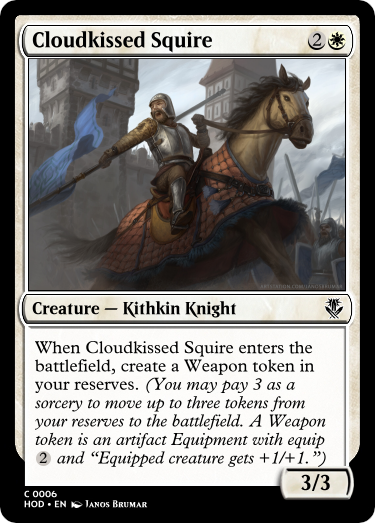 Cloudkissed Squire 2
Creature — Kithkin Knight
When Cloudkissed Squire enters the
battlefield, create a Weapon token in
your reserves. (You may pay 3 as a
sorcery to move up to three tokens from
your reserves to the battlefield. A Weapon
token is an artifact Equipment with equip
2 and “Equipped creature gets +1/+1.”)
3/3
C 0006
HOD • EN Janos Brumar